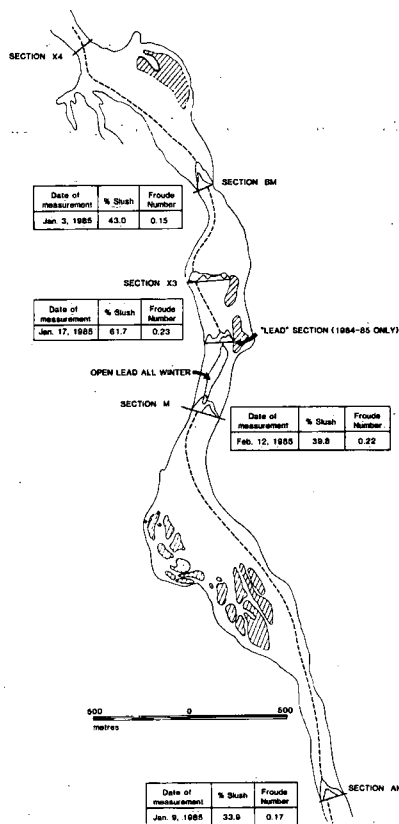 SECTION X4
SECTION BM
Date of measurement % Slush Froude Number
Jan. 3, 1985 43.0 0.15
SECTION X3
"LEAD" SECTION (1984-85 ONLY)
Date of measurement % Slush Froude Number
Jan. 17, 1985 61.7 0.23
OPEN LEAD ALL WINTER
SECTION M
Date of measurement % Slush Froude Number
Feb. 12, 1985 39.8 0.22
500 0 500
metres
SECTION
Date of measurement % Slush Froude Number
Jan. 9, 1985 33.9 0.17